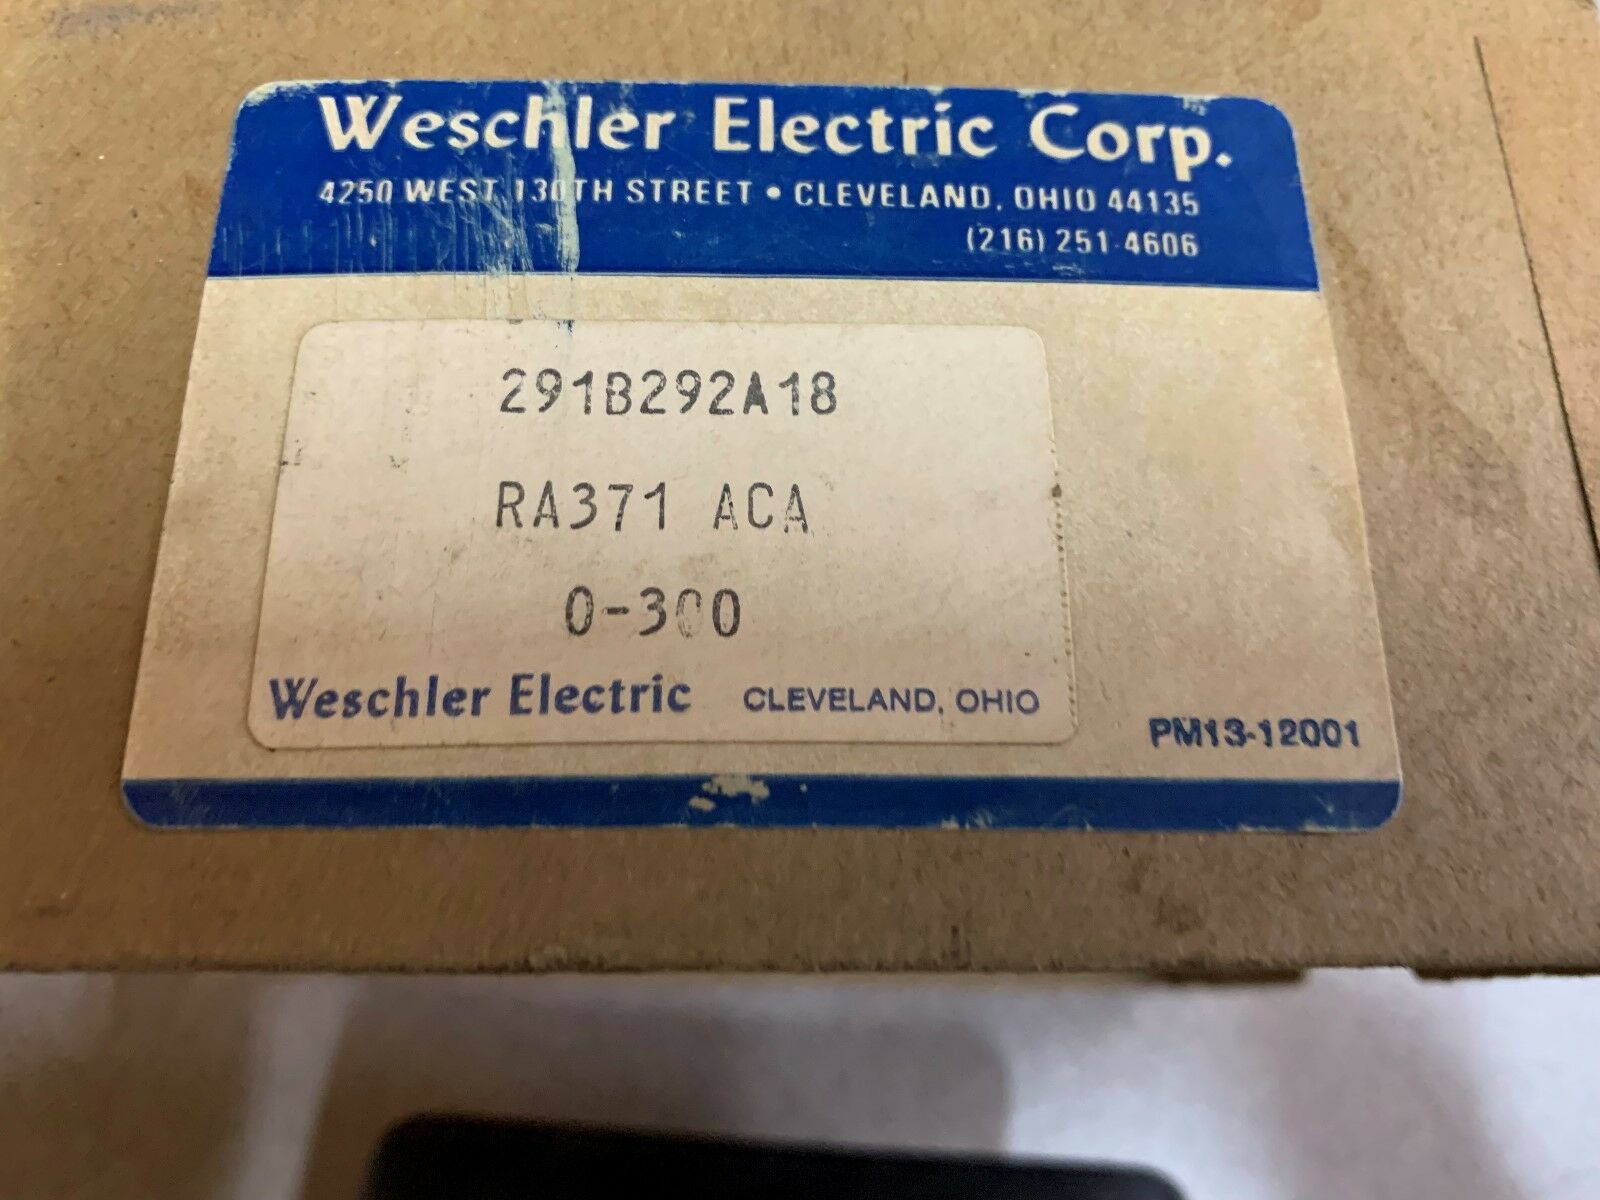 Weschler Electric Corp.
4250 WEST 130TH STREET • CLEVELAND, OHIO 44135
(216) 251-4606
291B292A18
RA371 ACA
0-300
Weschler Electric CLEVELAND, OHIO
PM13-12001